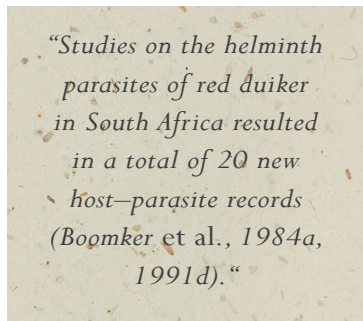 “Studies on the helminth
parasites of red duiker
in South Africa resulted
in a total of 20 new
host–parasite records
(Boomker et al., 1984a,
1991d).“